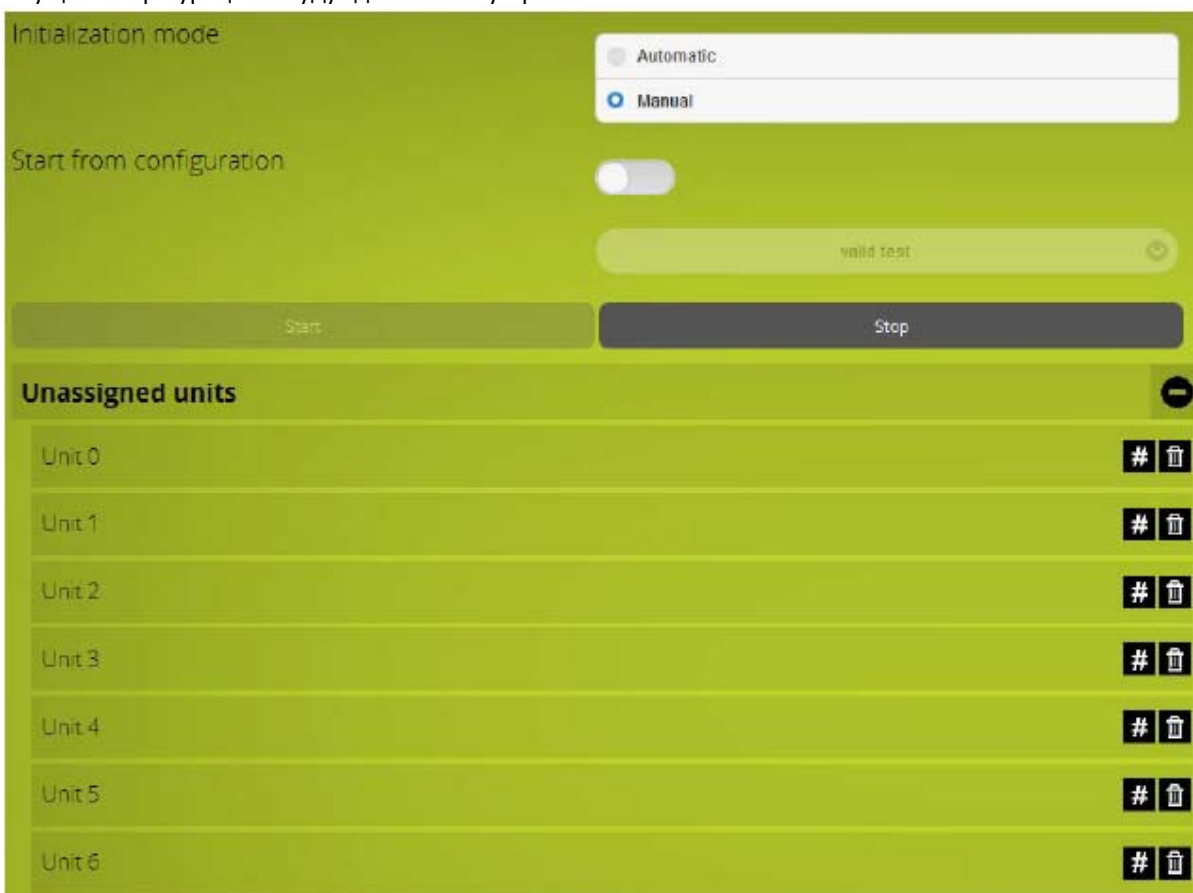 Initialization mode
Automatic
Manual
Start from configuration
valid test
Start
Stop
Unassigned units
Unit 0
#
Unit 1
#
Unit 2
#
Unit 3
#
Unit 4
#
Unit 5
#
Unit 6
#